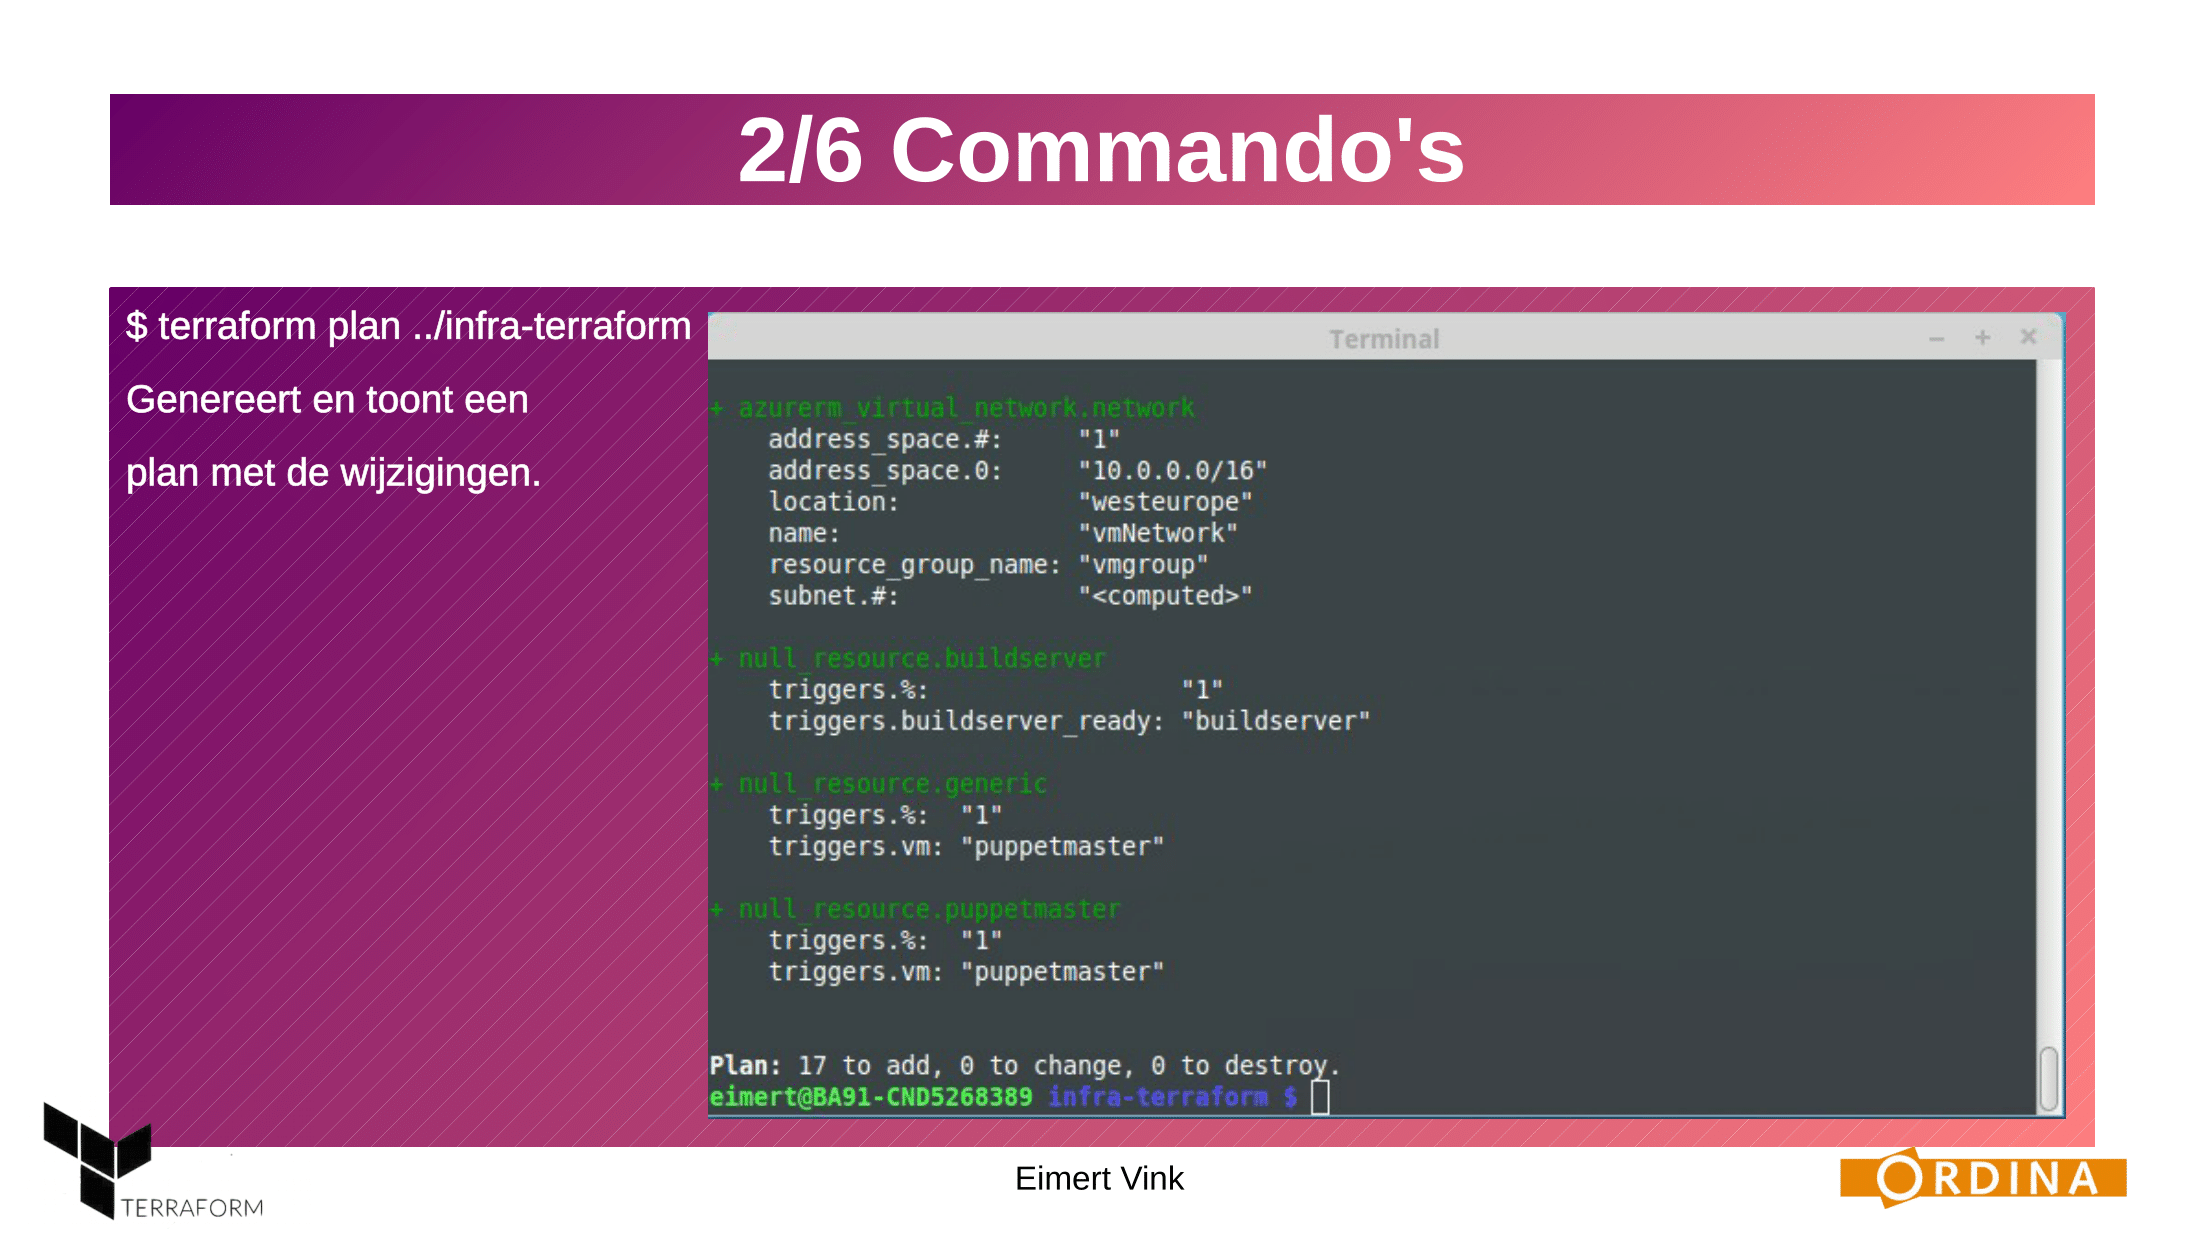 2/6 Commando's
$ terraform plan ../infra-terraform
Genereert en toont een
plan met de wijzigingen.
Terminal
+ azurerm_virtual_network.network
address_space.#: "1"
address_space.0: "10.0.0.0/16"
location: "westeurope"
name: "vmNetwork"
resource_group_name: "vmgroup"
subnet.#: "<computed>"
+ null_resource.buildserver
triggers.%: "1"
triggers.buildserver_ready: "buildserver"
+ null_resource.generic
triggers.%: "1"
triggers.vm: "puppetmaster"
+ null_resource.puppetmaster
triggers.%: "1"
triggers.vm: "puppetmaster"
Plan: 17 to add, 0 to change, 0 to destroy.
eimert@BA91-CND5268389 infra-terraform $
TERRAFORM
Eimert Vink
ORDINA